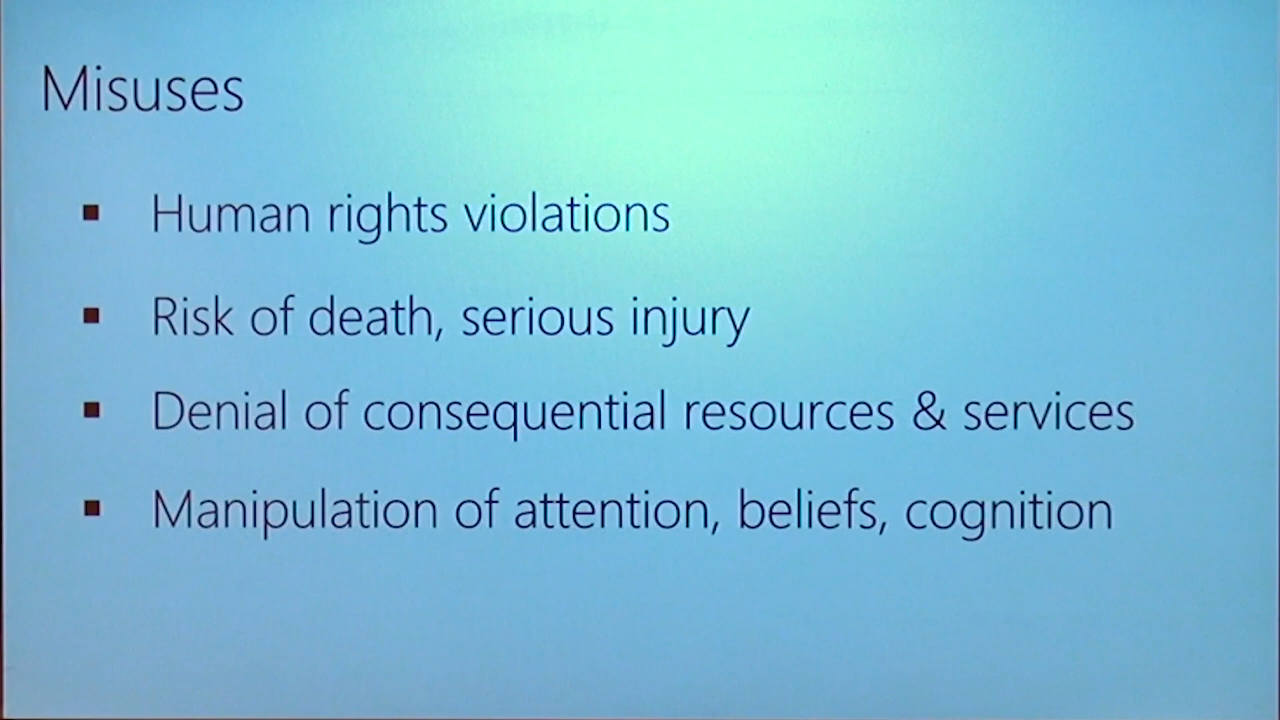 Misuses
▪ Human rights violations
▪ Risk of death, serious injury
▪ Denial of consequential resources & services
▪ Manipulation of attention, beliefs, cognition